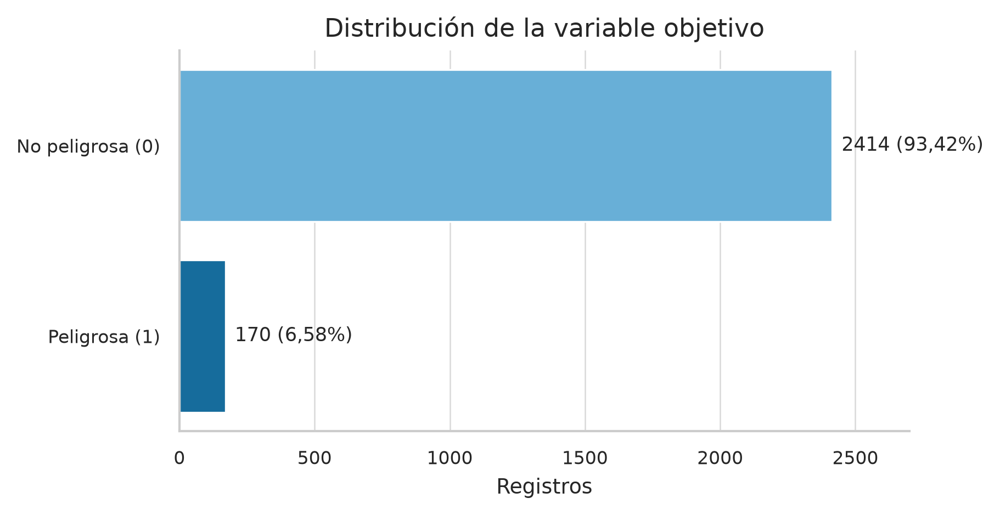 Distribución de la variable objetivo
No peligrosa (0)
2414 (93,42%)
Peligrosa (1)
170 (6,58%)
0 500 1000 1500 2000 2500
Registros